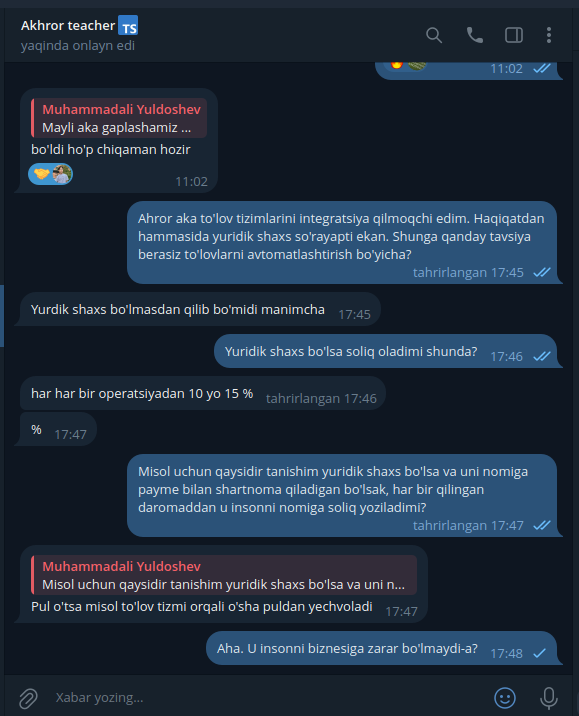 Akhror teacher TS
yaqinda onlayn edi
11:02
Muhammadali Yuldoshev
Mayli aka gaplashamiz ...
bo'ldi ho'p chiqaman hozir
11:02
Ahror aka to'lov tizimlarini integratsiya qilmoqchi edim. Haqiqatdan
hammasida yuridik shaxs so'rayapti ekan. Shunga qanday tavsiya
berasiz to'lovlarni avtomatlashtirish bo'yicha?
tahrirlangan 17:45
Yurdik shaxs bo'lmasdan qilib bo'midi manimcha 17:45
Yuridik shaxs bo'lsa soliq oladimi shunda? 17:46
har har bir operatsiyadan 10 yo 15 % tahrirlangan 17:46
% 17:47
Misol uchun qaysidir tanishim yuridik shaxs bo'lsa va uni nomiga
payme bilan shartnoma qiladigan bo'lsak, har bir qilingan
daromaddan u insonni nomiga soliq yoziladimi?
tahrirlangan 17:47
Muhammadali Yuldoshev
Misol uchun qaysidir tanishim yuridik shaxs bo'lsa va uni n...
Pul o'tsa misol to'lov tizmi orqali o'sha puldan yechvoladi 17:47
Aha. U insonni biznesiga zarar bo'lmaydi-a? 17:48
Xabar yozing...